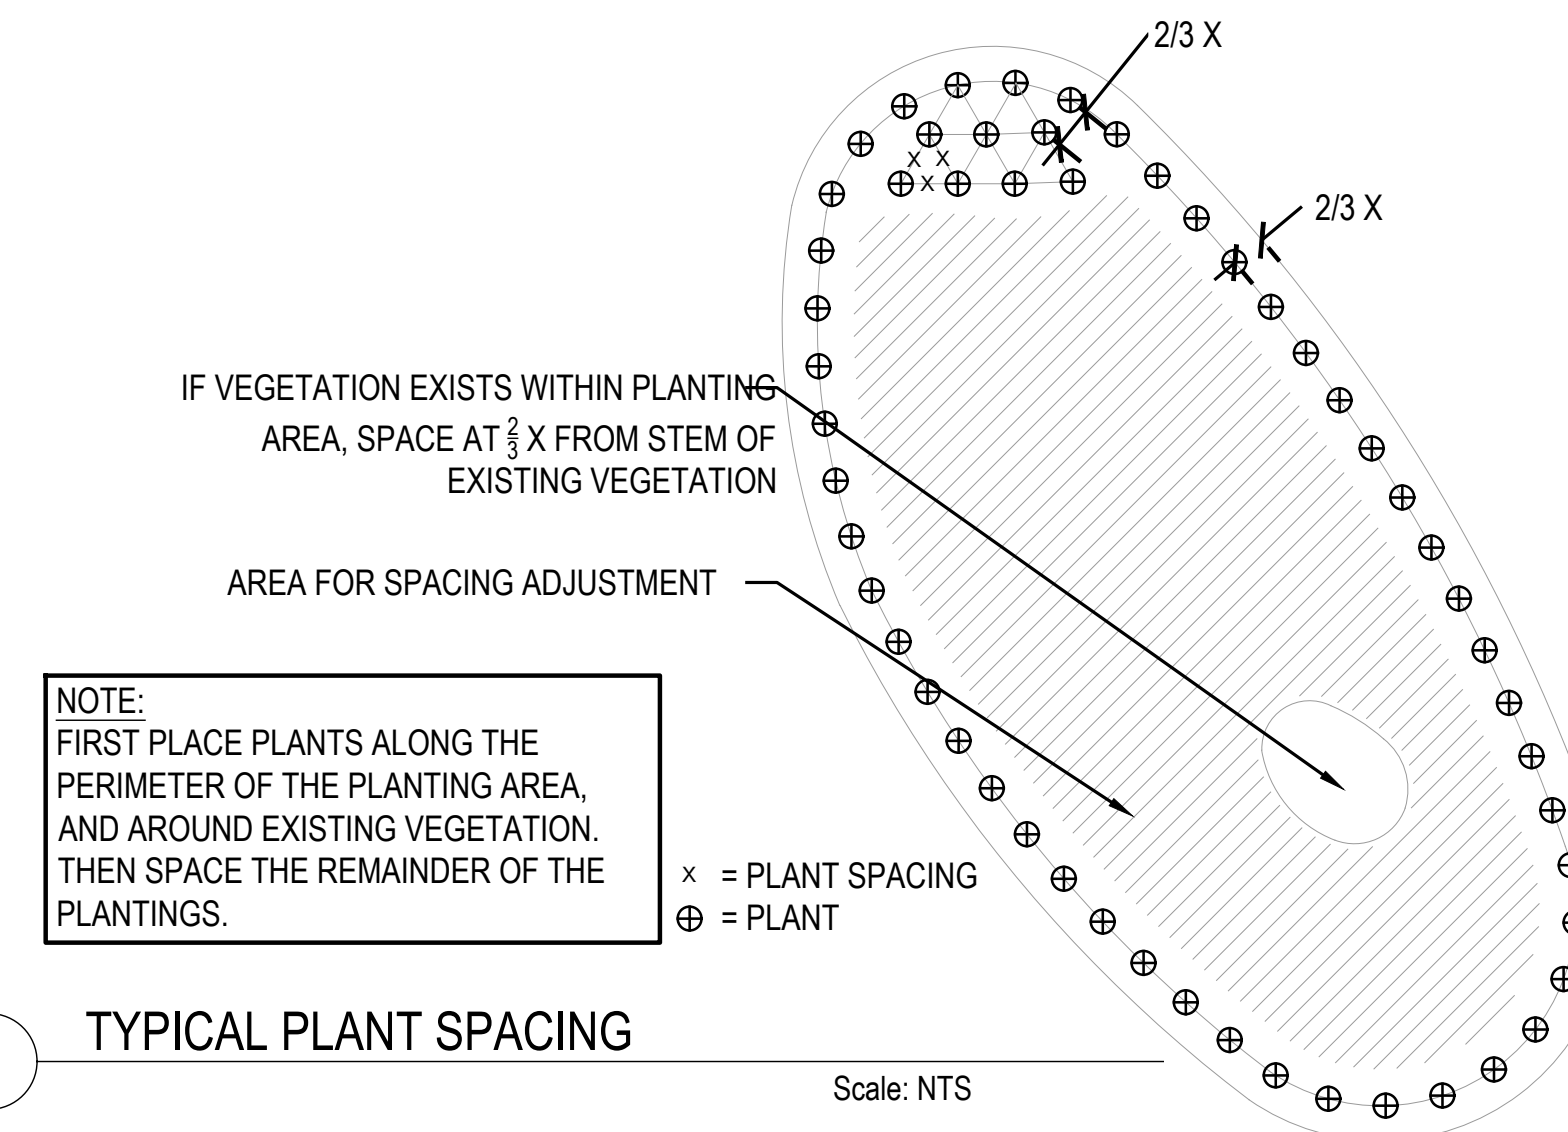 2/3 X
2/3 X
x x
x
IF VEGETATION EXISTS WITHIN PLANTING
AREA, SPACE AT 2/3 X FROM STEM OF
EXISTING VEGETATION
AREA FOR SPACING ADJUSTMENT
NOTE:
FIRST PLACE PLANTS ALONG THE
PERIMETER OF THE PLANTING AREA,
AND AROUND EXISTING VEGETATION.
THEN SPACE THE REMAINDER OF THE
PLANTINGS.
x = PLANT SPACING
⊕ = PLANT
TYPICAL PLANT SPACING
Scale: NTS